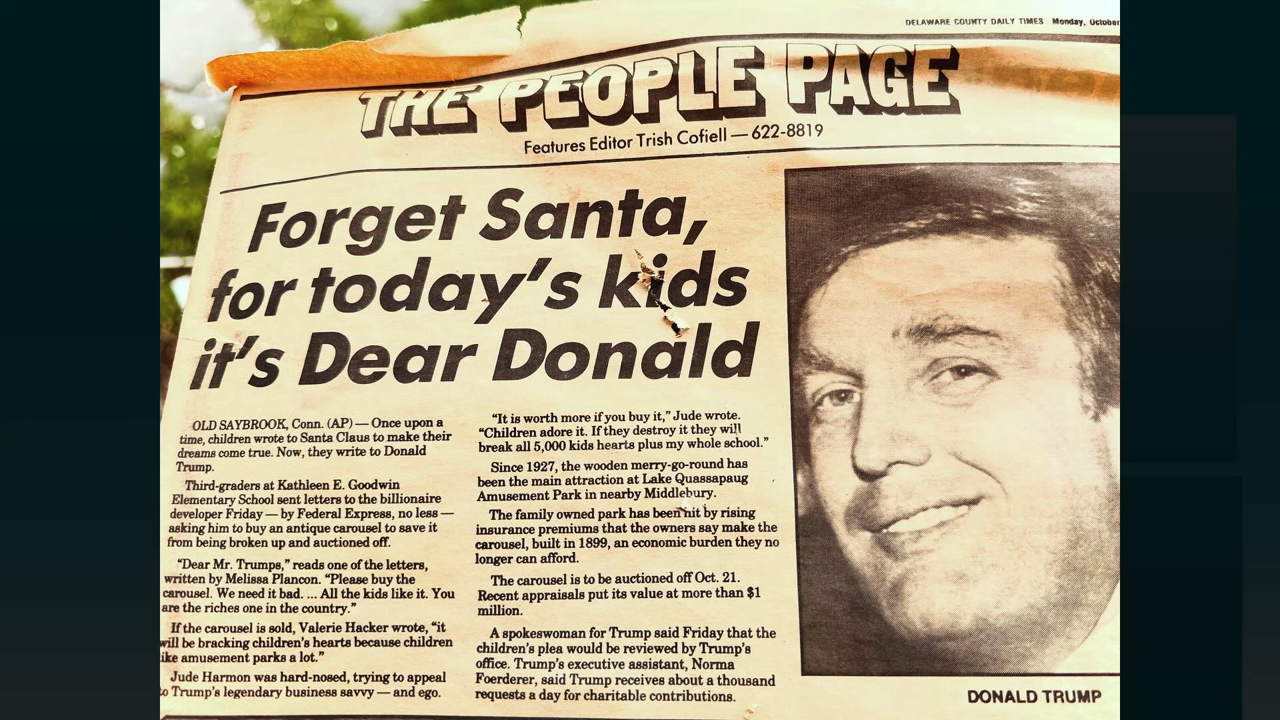 DELAWARE COUNTY DAILY TIMES Monday, October
THE PEOPLE PAGE
Features Editor Trish Cofiell — 622-8819
Forget Santa,
for today's kids
it's Dear Donald
OLD SAYBROOK, Conn. (AP) — Once upon a
time, children wrote to Santa Claus to make their
dreams come true. Now, they write to Donald
Trump.
Third-graders at Kathleen E. Goodwin
Elementary School sent letters to the billionaire
developer Friday — by Federal Express, no less —
asking him to buy an antique carousel to save it
from being broken up and auctioned off.
"Dear Mr. Trumps," reads one of the letters,
written by Melissa Plancon. "Please buy the
carousel. We need it bad. ... All the kids like it. You
are the riches one in the country."
If the carousel is sold, Valerie Hacker wrote, "it
will be bracking children's hearts because children
like amusement parks a lot."
Jude Harmon was hard-nosed, trying to appeal
to Trump's legendary business savvy — and ego.
"It is worth more if you buy it," Jude wrote.
"Children adore it. If they destroy it they will
break all 5,000 kids hearts plus my whole school."
Since 1927, the wooden merry-go-round has
been the main attraction at Lake Quassapaug
Amusement Park in nearby Middlebury.
The family owned park has been hit by rising
insurance premiums that the owners say make the
carousel, built in 1899, an economic burden they no
longer can afford.
The carousel is to be auctioned off Oct. 21.
Recent appraisals put its value at more than $1
million.
A spokeswoman for Trump said Friday that the
children's plea would be reviewed by Trump's
office. Trump's executive assistant, Norma
Foerderer, said Trump receives about a thousand
requests a day for charitable contributions.
DONALD TRUMP